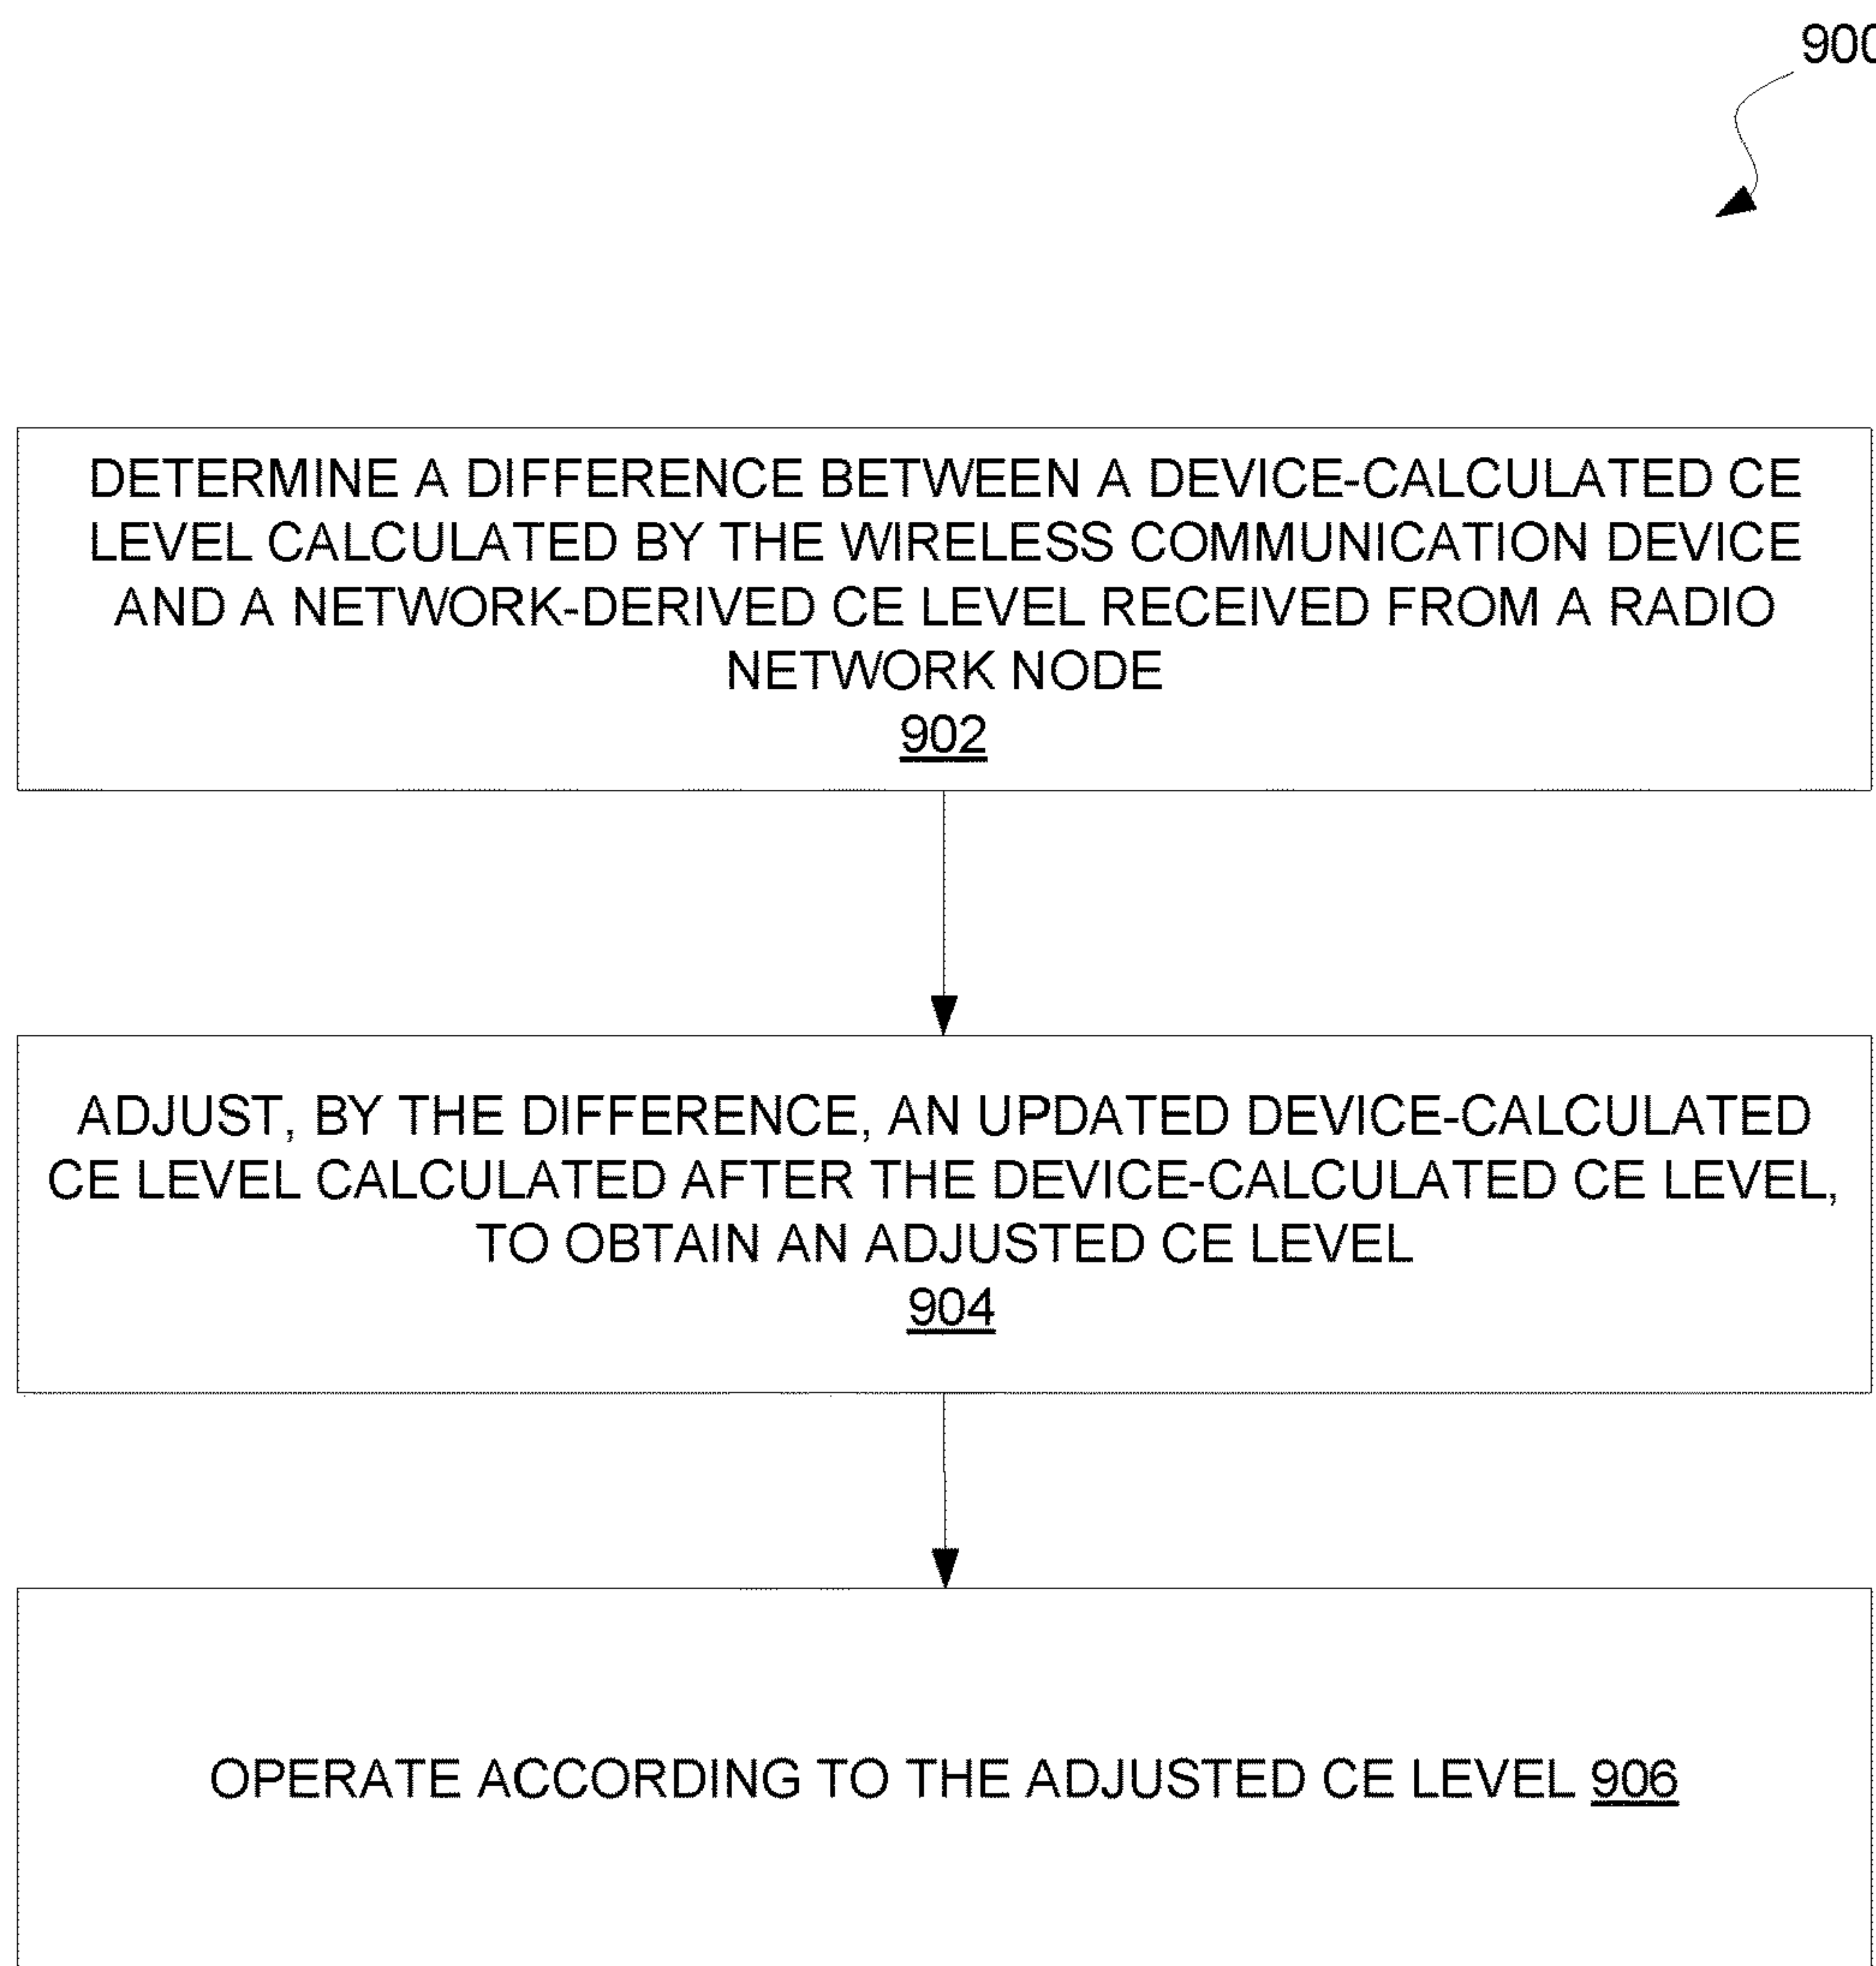 900
DETERMINE A DIFFERENCE BETWEEN A DEVICE-CALCULATED CE
LEVEL CALCULATED BY THE WIRELESS COMMUNICATION DEVICE
AND A NETWORK-DERIVED CE LEVEL RECEIVED FROM A RADIO
NETWORK NODE
902
ADJUST, BY THE DIFFERENCE, AN UPDATED DEVICE-CALCULATED
CE LEVEL CALCULATED AFTER THE DEVICE-CALCULATED CE LEVEL,
TO OBTAIN AN ADJUSTED CE LEVEL
904
OPERATE ACCORDING TO THE ADJUSTED CE LEVEL 906